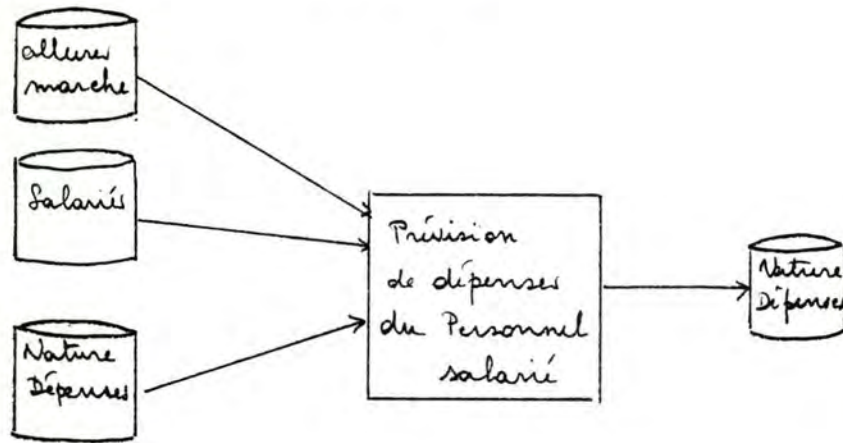 allures
marche
Salariés
Nature
Dépenses
Prévision
de dépenses
du Personnel
salarié
Nature
Dépenses